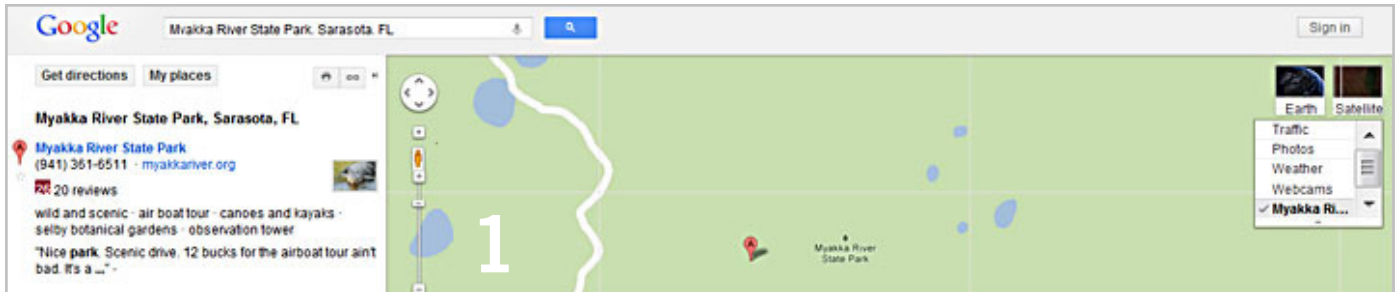 Google
Myakka River State Park, Sarasota, FL
Sign in
Get directions
My places
Myakka River State Park, Sarasota, FL
A
Myakka River State Park
(941) 361-6511 · myakkariver.org
26 20 reviews
wild and scenic · air boat tour · canoes and kayaks ·
selby botanical gardens · observation tower
"Nice park. Scenic drive. 12 bucks for the airboat tour ain't
bad. It's a ..." -
1
A
Myakka River
State Park
Earth
Satellite
Traffic
Photos
Weather
Webcams
Myakka Ri...